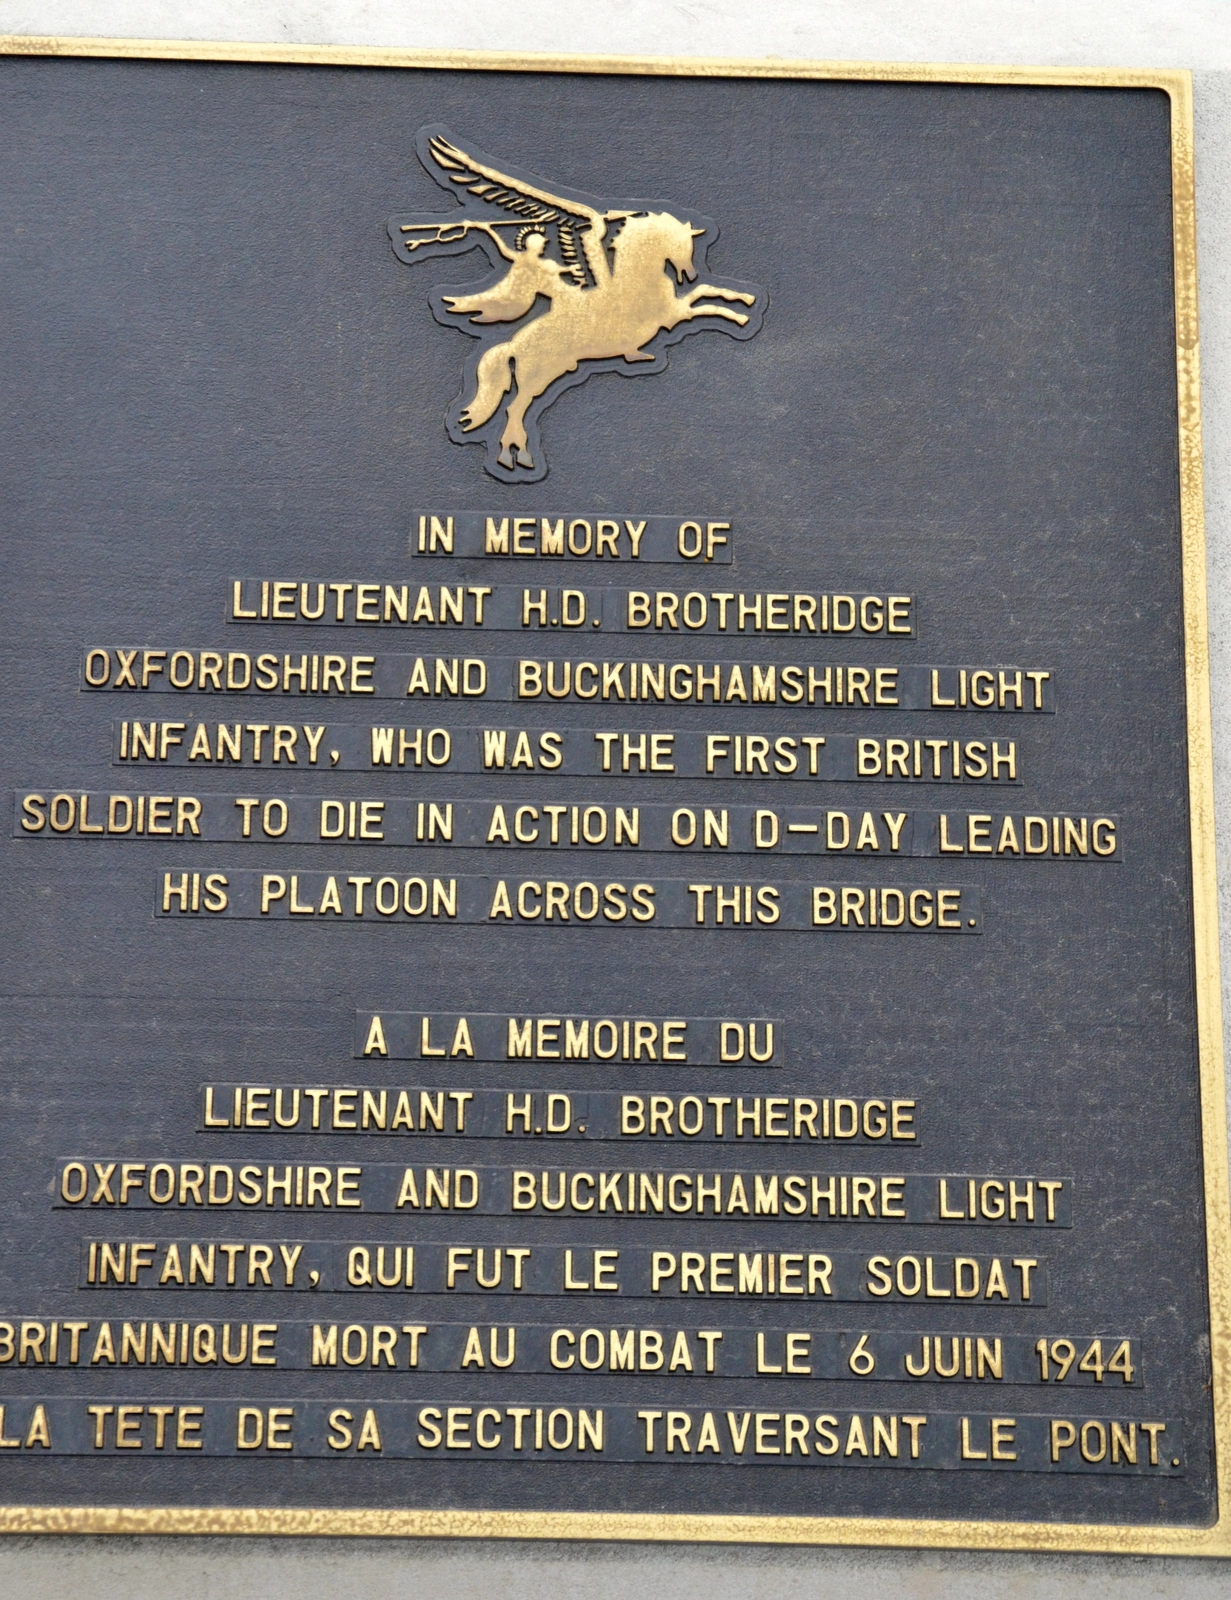 IN MEMORY OF
LIEUTENANT H.D. BROTHERIDGE
OXFORDSHIRE AND BUCKINGHAMSHIRE LIGHT
INFANTRY, WHO WAS THE FIRST BRITISH
SOLDIER TO DIE IN ACTION ON D-DAY LEADING
HIS PLATOON ACROSS THIS BRIDGE.
A LA MEMOIRE DU
LIEUTENANT H.D. BROTHERIDGE
OXFORDSHIRE AND BUCKINGHAMSHIRE LIGHT
INFANTRY, QUI FUT LE PREMIER SOLDAT
BRITANNIQUE MORT AU COMBAT LE 6 JUIN 1944
LA TETE DE SA SECTION TRAVERSANT LE PONT.